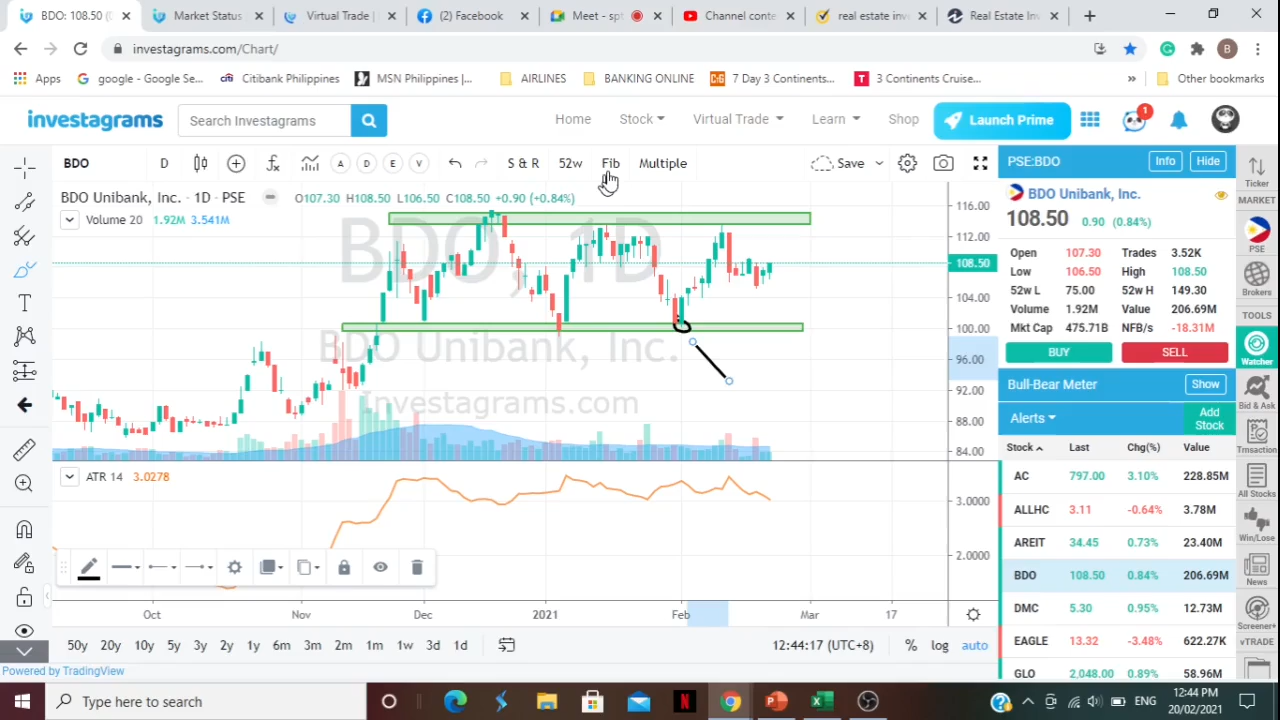 BDO: 108.50 (
Market Status
Virtual Trade |
(2) Facebook
Meet - spt
Channel conte
real estate inv
Real Estate Inv
investagrams.com/Chart/
B
Apps
google - Google Se...
Citibank Philippines
MSN Philippines |...
AIRLINES
BANKING ONLINE
7 Day 3 Continents...
3 Continents Cruise...
»
Other bookmarks
investagrams
Search Investagrams
Home
Stock
Virtual Trade
Learn
Shop
Launch Prime
1
BDO
D
A
D
E
V
S & R
52w
Fib
Multiple
Save
PSE:BDO
Info
Hide
Ticker
BDO Unibank, Inc. · 1D · PSE
O107.30 H108.50 L106.50 C108.50 +0.90 (+0.84%)
Volume 20 1.92M 3.541M
BDO, 1D
BDO Unibank, Inc.
Investagrams.com
116.00
112.00
108.50
104.00
100.00
96.00
92.00
88.00
84.00
BDO Unibank, Inc.
108.50 0.90 (0.84%)
Open 107.30 Trades 3.52K
Low 106.50 High 108.50
52w L 75.00 52w H 149.30
Volume 1.92M Value 206.69M
Mkt Cap 475.71B NFB/s -18.31M
BUY
SELL
Bull-Bear Meter
Show
Alerts
Add Stock
Stock Last Chg(%) Value
AC 797.00 3.10% 228.85M
ALLHC 3.11 -0.64% 3.78M
AREIT 34.45 0.73% 23.40M
BDO 108.50 0.84% 206.69M
DMC 5.30 0.95% 12.73M
EAGLE 13.32 -3.48% 622.27K
GLO 2,048.00 0.89% 58.96M
MARKET
PSE
Brokers
TOOLS
Watcher
Bid & Ask
Trnsaction
All Stocks
Win/Lose
News
Screener+
vTRADE
ATR 14 3.0278
3.0000
2.0000
Oct
Nov
Dec
2021
Feb
Mar
17
50y
20y
10y
5y
3y
2y
1y
6m
3m
2m
1m
1w
3d
1d
12:44:17 (UTC+8)
%
log
auto
Powered by TradingView
Type here to search
ENG
12:44 PM
20/02/2021